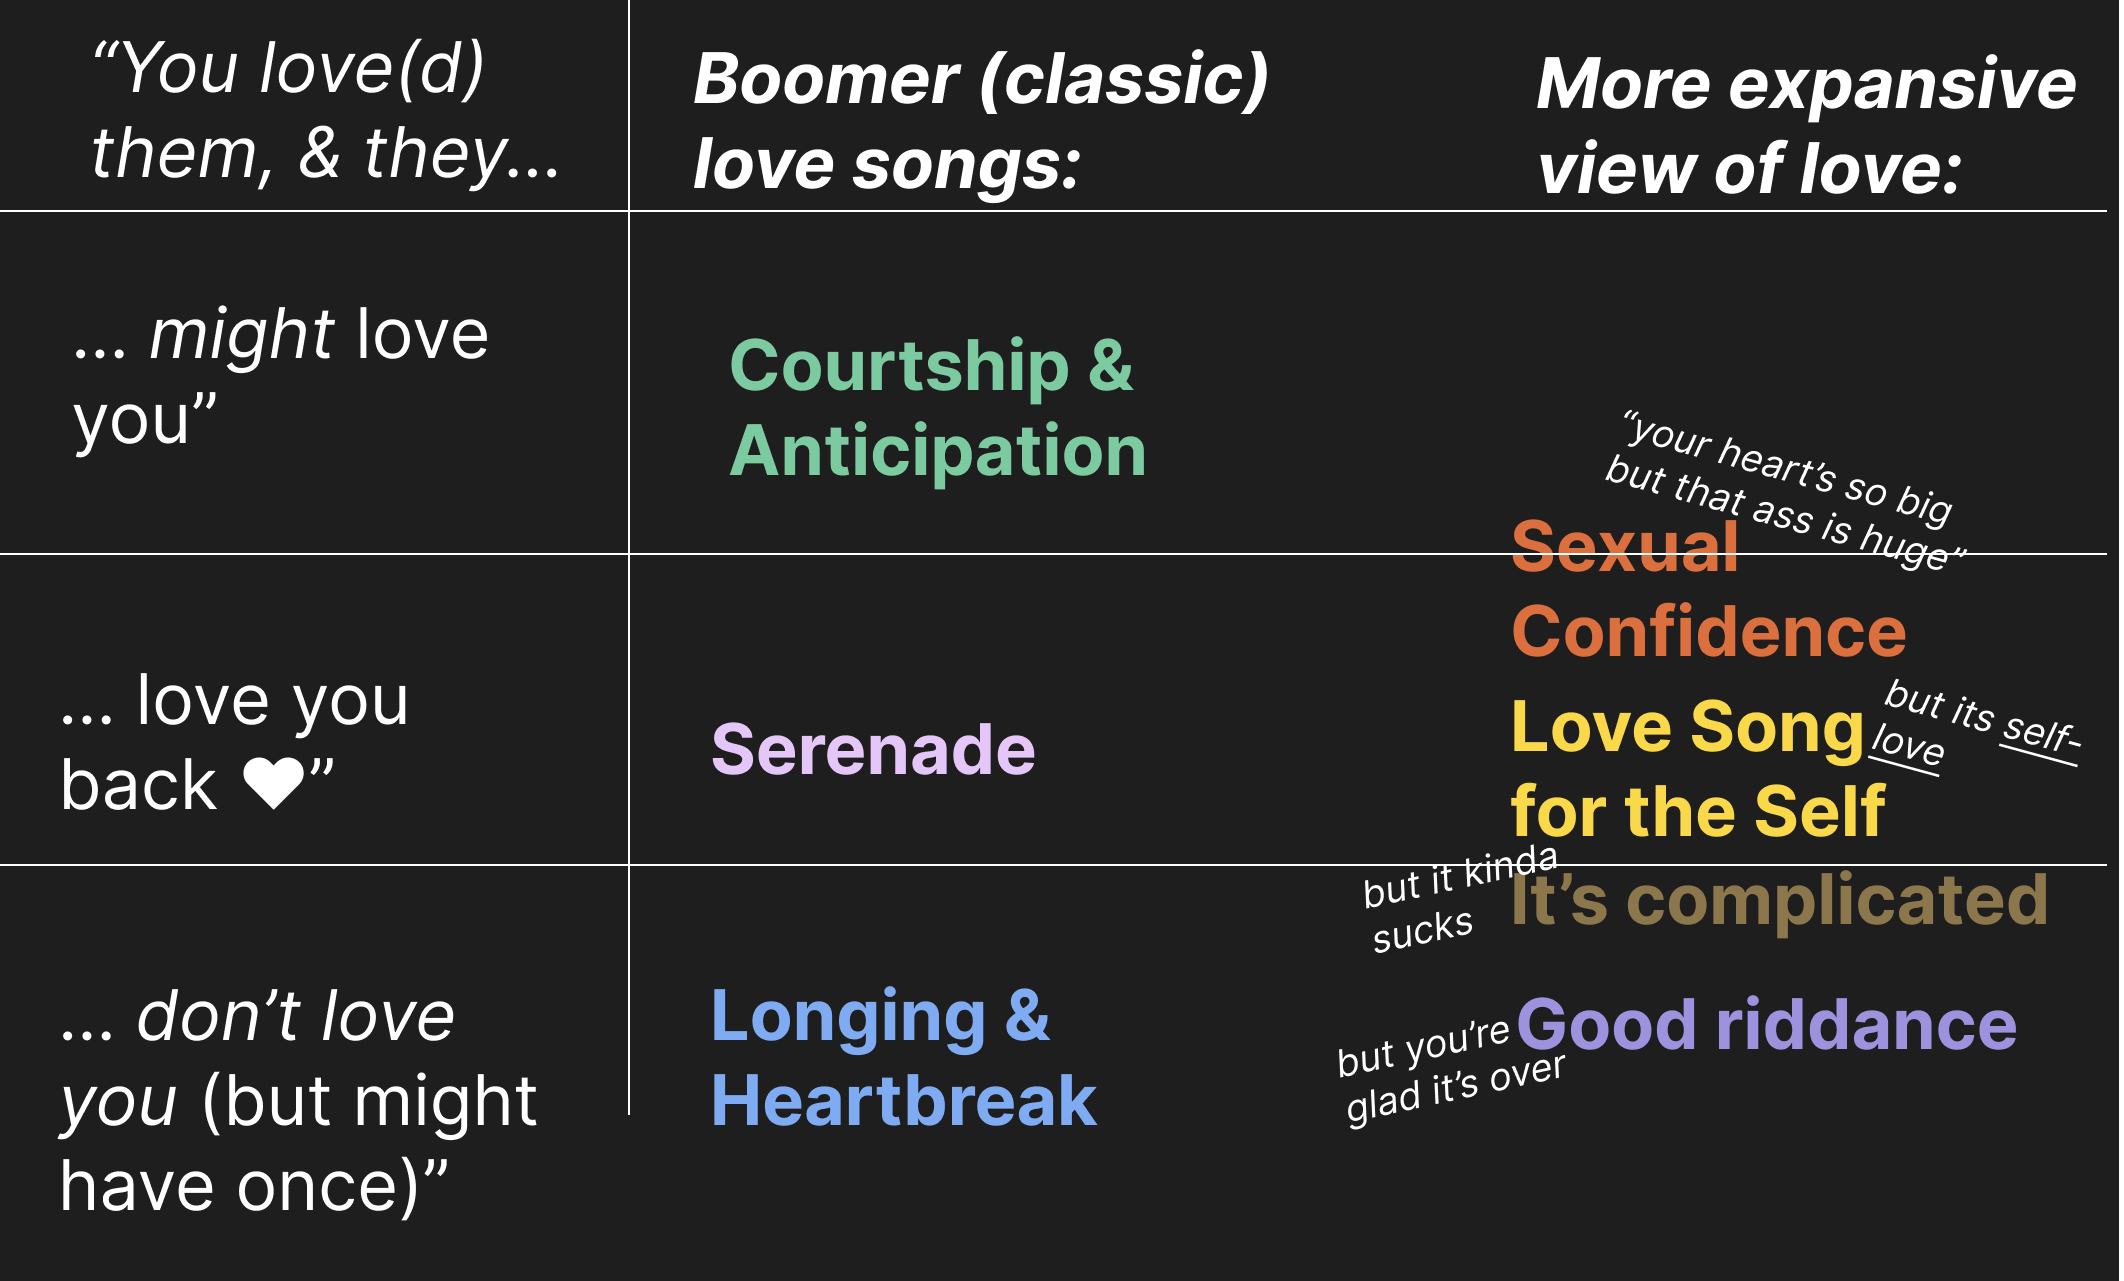 “You love(d)
them, & they...
Boomer (classic)
love songs:
More expansive
view of love:
... might love
you”
Courtship &
Anticipation
“your heart’s so big
but that ass is huge”
Sexual
Confidence
... love you
back ♥”
Serenade
Love Song
for the Self
but its self-
love
but it kinda
sucks
It’s complicated
... don’t love
you (but might
have once)”
Longing &
Heartbreak
but you’re
glad it’s over
Good riddance